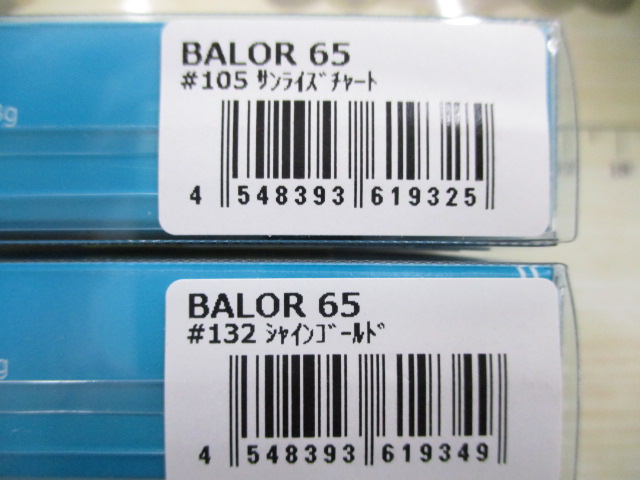 BALOR 65
#105 ｻﾝﾗｲｽﾞﾁｬｰﾄ
4 548393 619325
BALOR 65
#132 ｼｬｲﾝｺﾞｰﾙﾄﾞ
4 548393 619349